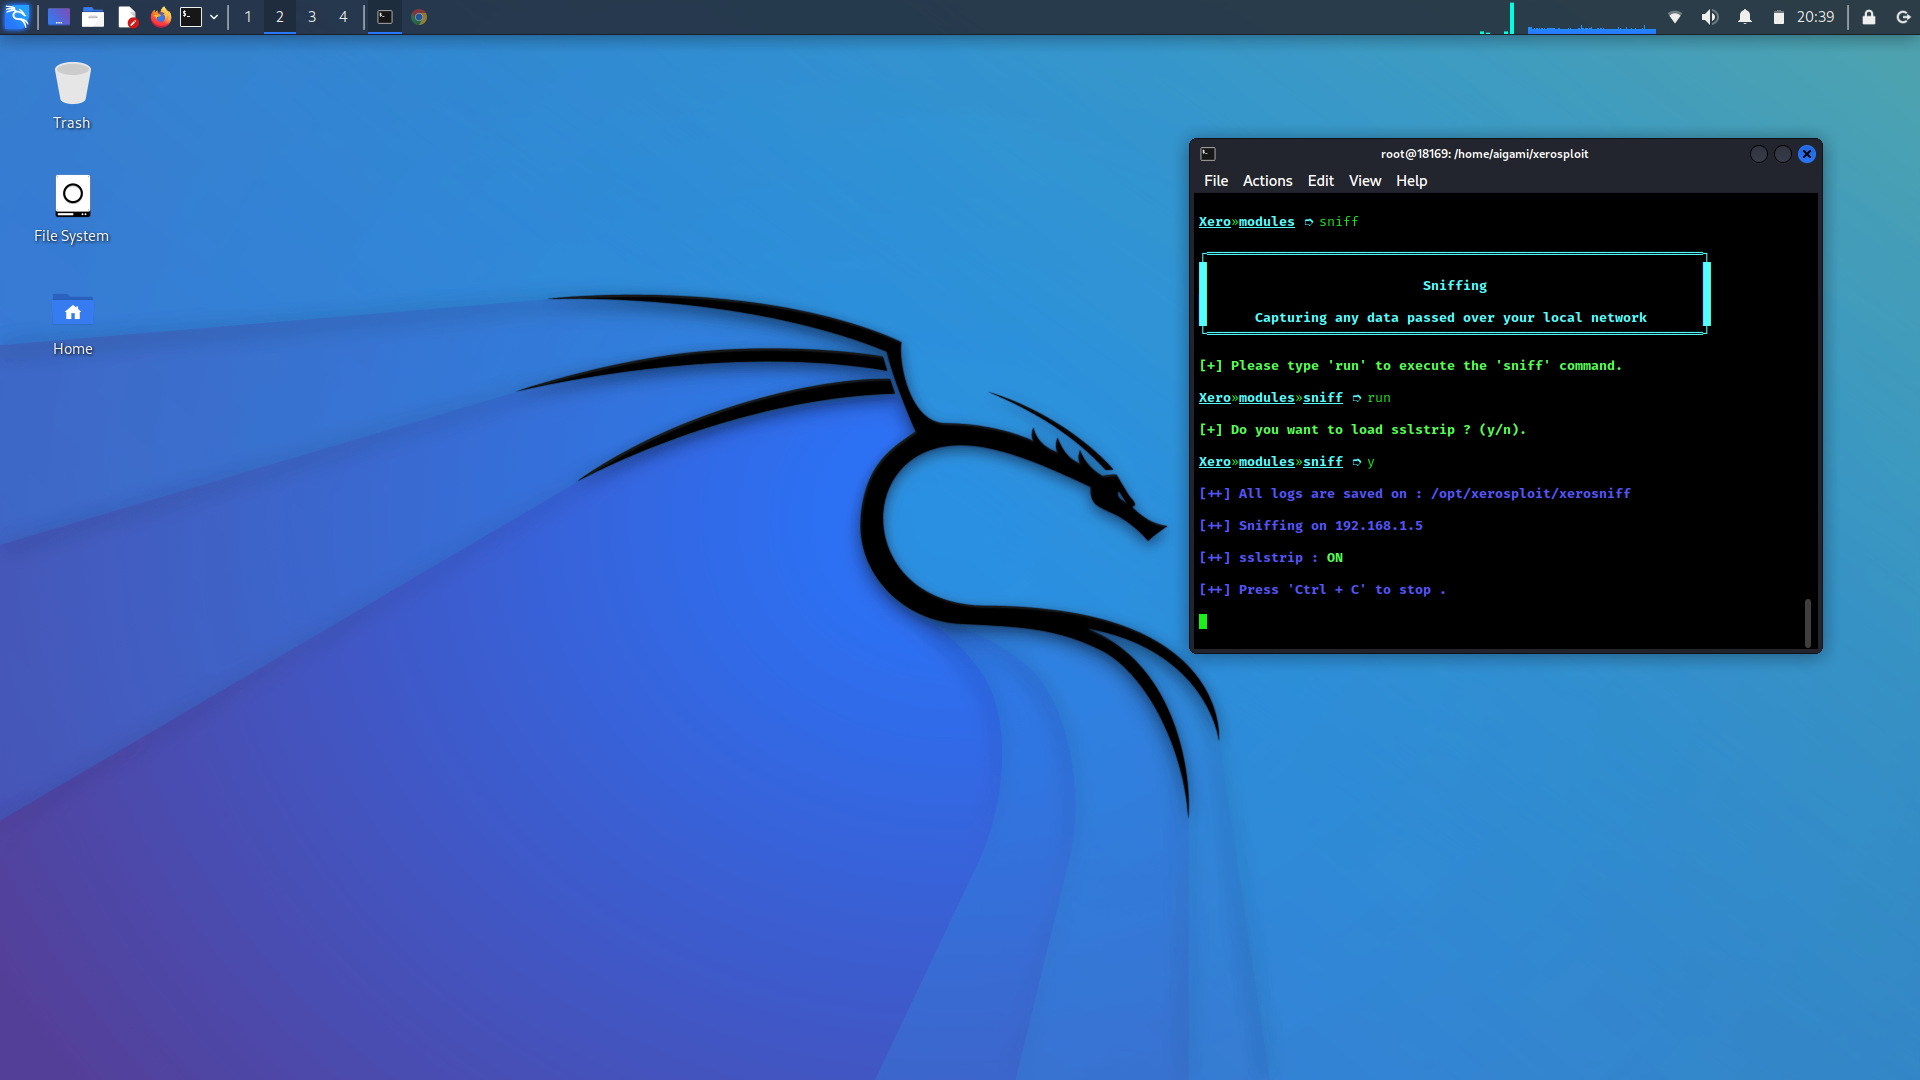 1 2 3 4
20:39
Trash
File System
Home
root@18169: /home/aigami/xerosploit
File Actions Edit View Help
Xero»modules ➮ sniff
Sniffing
Capturing any data passed over your local network
[+] Please type 'run' to execute the 'sniff' command.
Xero»modules»sniff ➮ run
[+] Do you want to load sslstrip ? (y/n).
Xero»modules»sniff ➮ y
[++] All logs are saved on : /opt/xerosploit/xerosniff
[++] Sniffing on 192.168.1.5
[++] sslstrip : ON
[++] Press 'Ctrl + C' to stop .